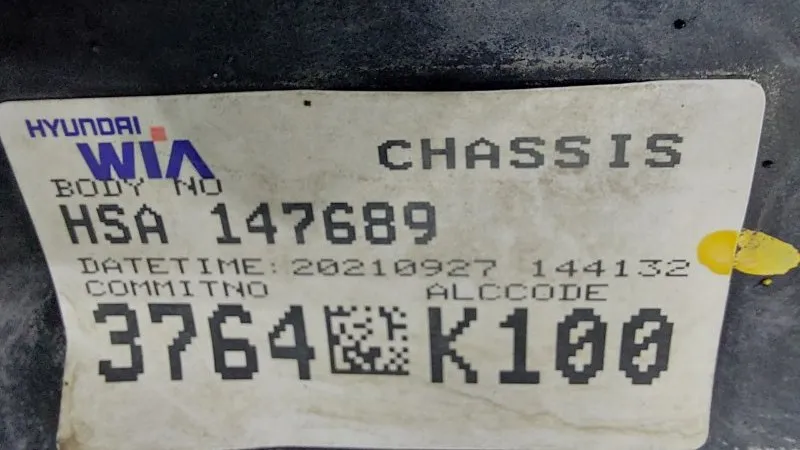 HYUNDAI
WIA
CHASSIS
BODY NO
HSA 147689
DATETIME: 20210927 144132
COMMITNO ALCCODE
3764 K100